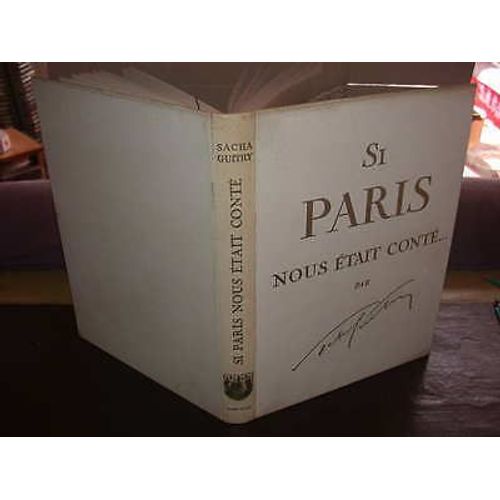 SACHA
GUITRY
SI PARIS NOUS ÉTAIT CONTÉ
SI
PARIS
NOUS ÉTAIT CONTÉ...
PAR